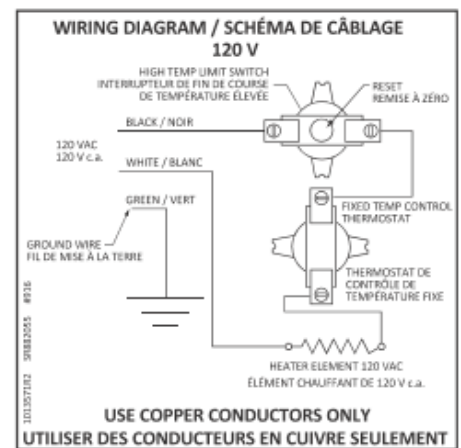 WIRING DIAGRAM / SCHÉMA DE CÂBLAGE
120 V
HIGH TEMP LIMIT SWITCH
INTERRUPTEUR DE FIN DE COURSE
DE TEMPÉRATURE ÉLEVÉE
RESET
REMISE À ZÉRO
BLACK / NOIR
120 VAC
120 V c.a.
WHITE / BLANC
GREEN / VERT
FIXED TEMP CONTROL
THERMOSTAT
GROUND WIRE
FIL DE MISE À LA TERRE
THERMOSTAT DE
CONTRÔLE DE
TEMPÉRATURE FIXE
HEATER ELEMENT 120 VAC
ÉLÉMENT CHAUFFANT DE 120 V c.a.
1013571R2 SR882055 #916
USE COPPER CONDUCTORS ONLY
UTILISER DES CONDUCTEURS EN CUIVRE SEULEMENT